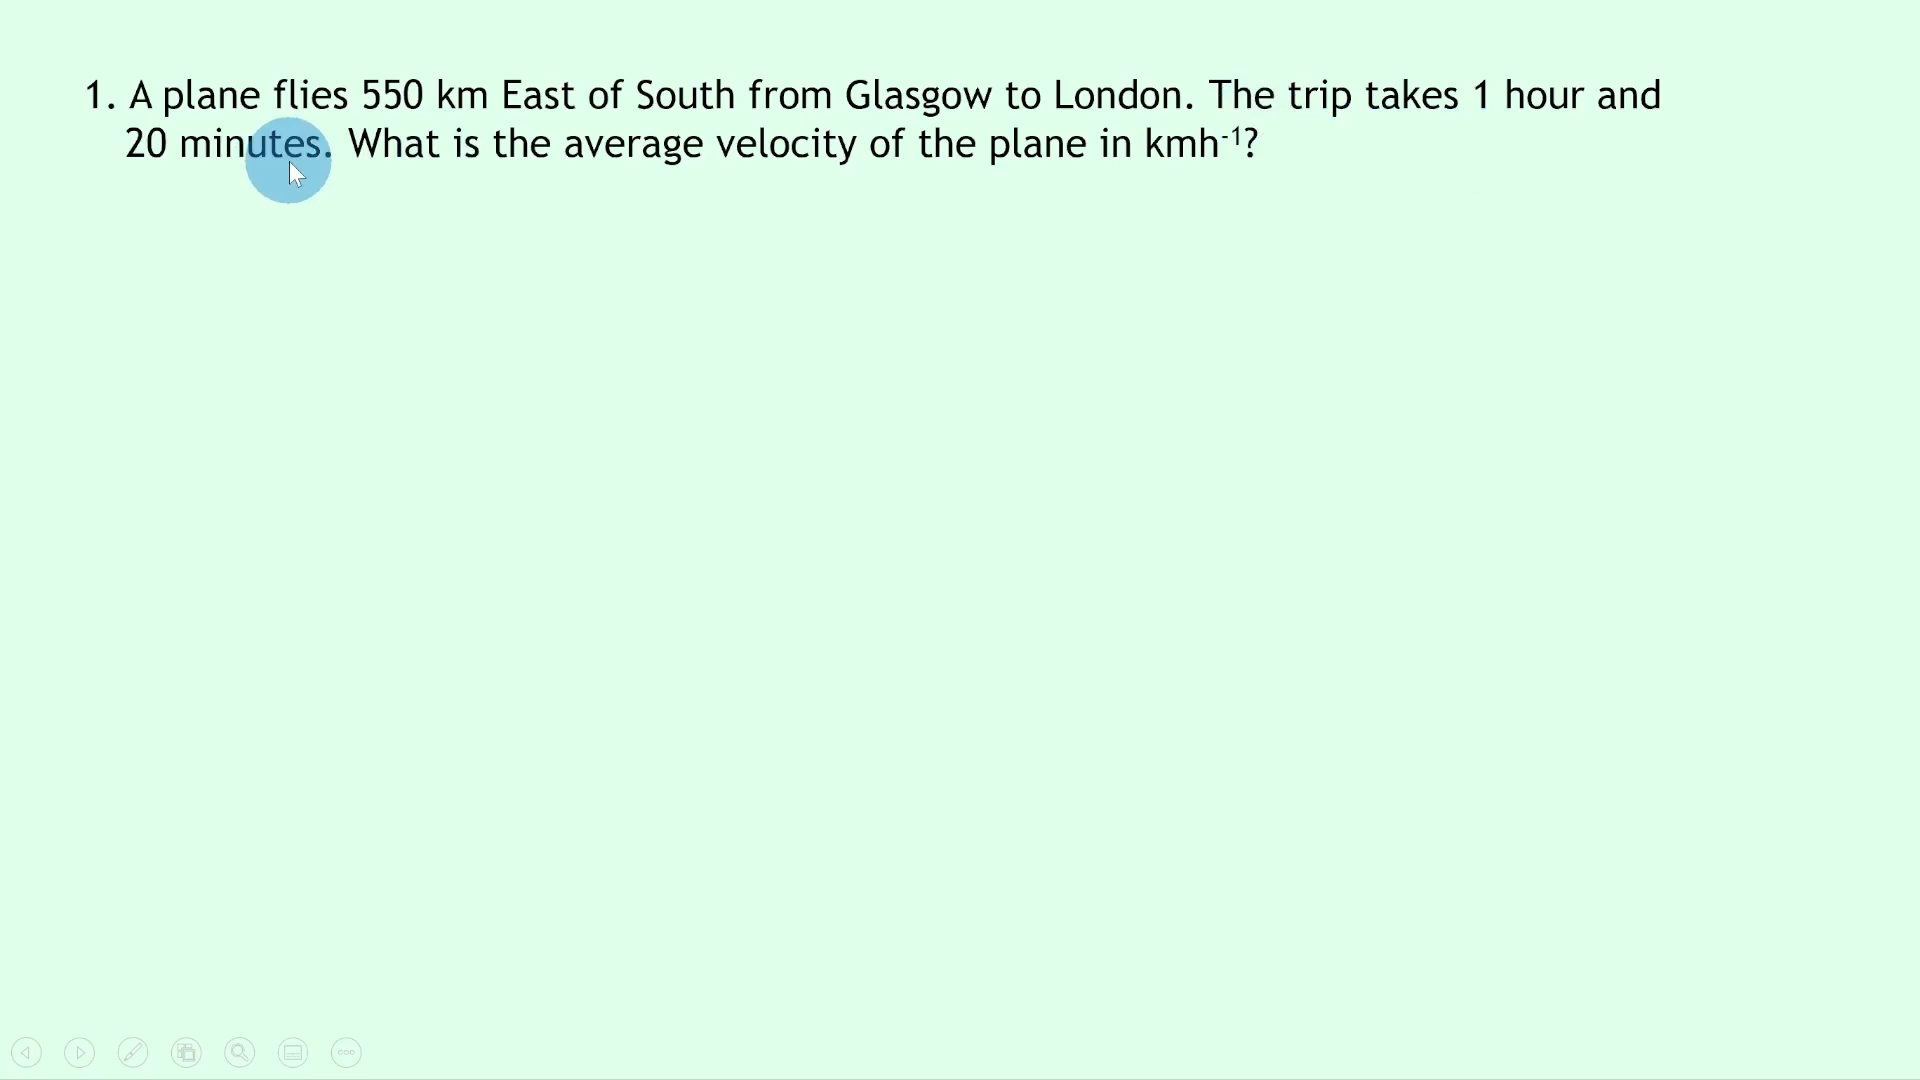 1. A plane flies 550 km East of South from Glasgow to London. The trip takes 1 hour and
20 minutes. What is the average velocity of the plane in kmh⁻¹?